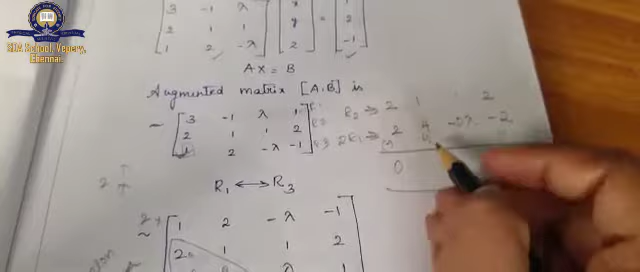 SDA School, Vepery,
Chennai.
3 -1 λ x 1
2 1 1 y = 2
1 2 -λ z -1
AX = B
Augmented matrix [A,B] is
~ 3 -1 λ 1
2 1 1 2
1 2 -λ -1
R₂ → 2 1 2
2R₁ → 2 4 -2λ -2
0
R₁ ↔ R₃
~ 1 2 -λ -1
2 1 1 2